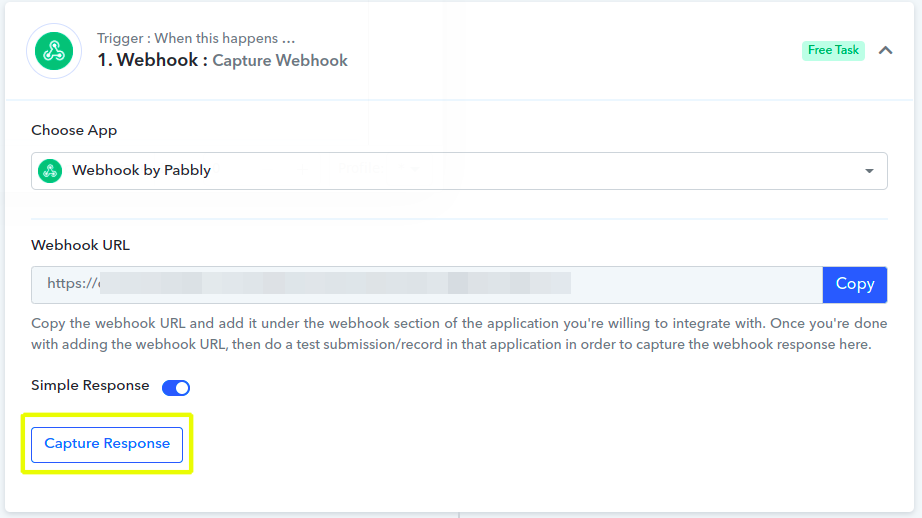 Trigger : When this happens ...
1. Webhook : Capture Webhook
Free Task
Choose App
Webhook by Pabbly
Webhook URL
https://
Copy
Copy the webhook URL and add it under the webhook section of the application you're willing to integrate with. Once you're done
with adding the webhook URL, then do a test submission/record in that application in order to capture the webhook response here.
Simple Response
Capture Response